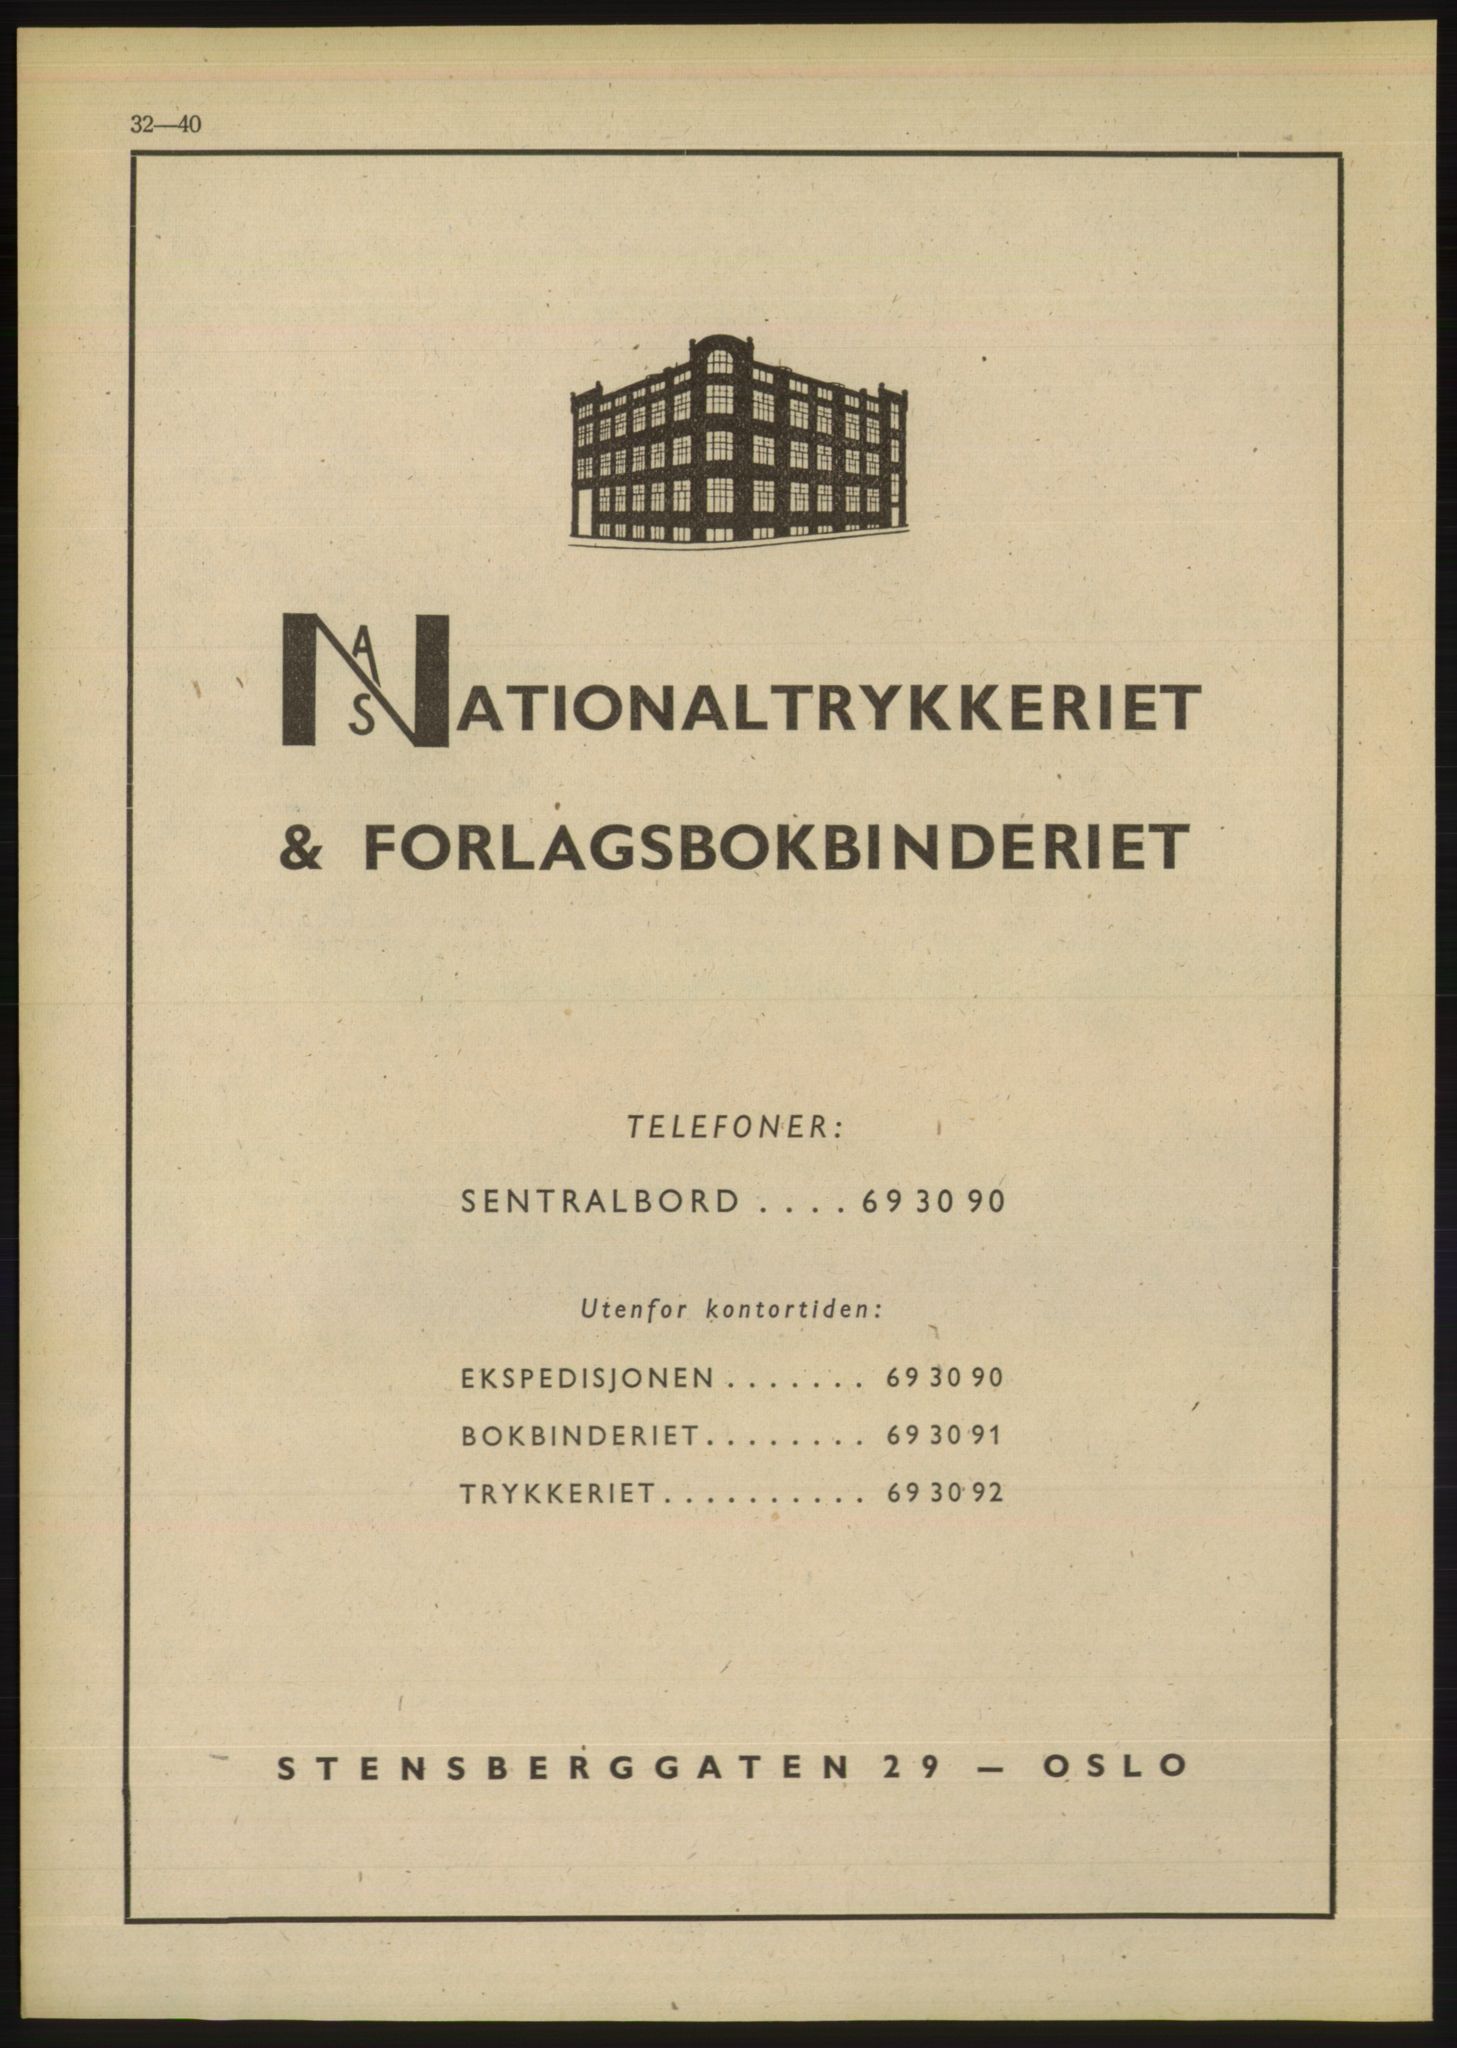 32—40
A/S NATIONALTRYKKERIET
& FORLAGSBOKBINDERIET
TELEFONER:
SENTRALBORD .... 69 30 90
Utenfor kontortiden:
EKSPEDISJONEN ....... 69 30 90
BOKBINDERIET ........ 69 30 91
TRYKKERIET .......... 69 30 92
STENSBERGGATEN 29 — OSLO